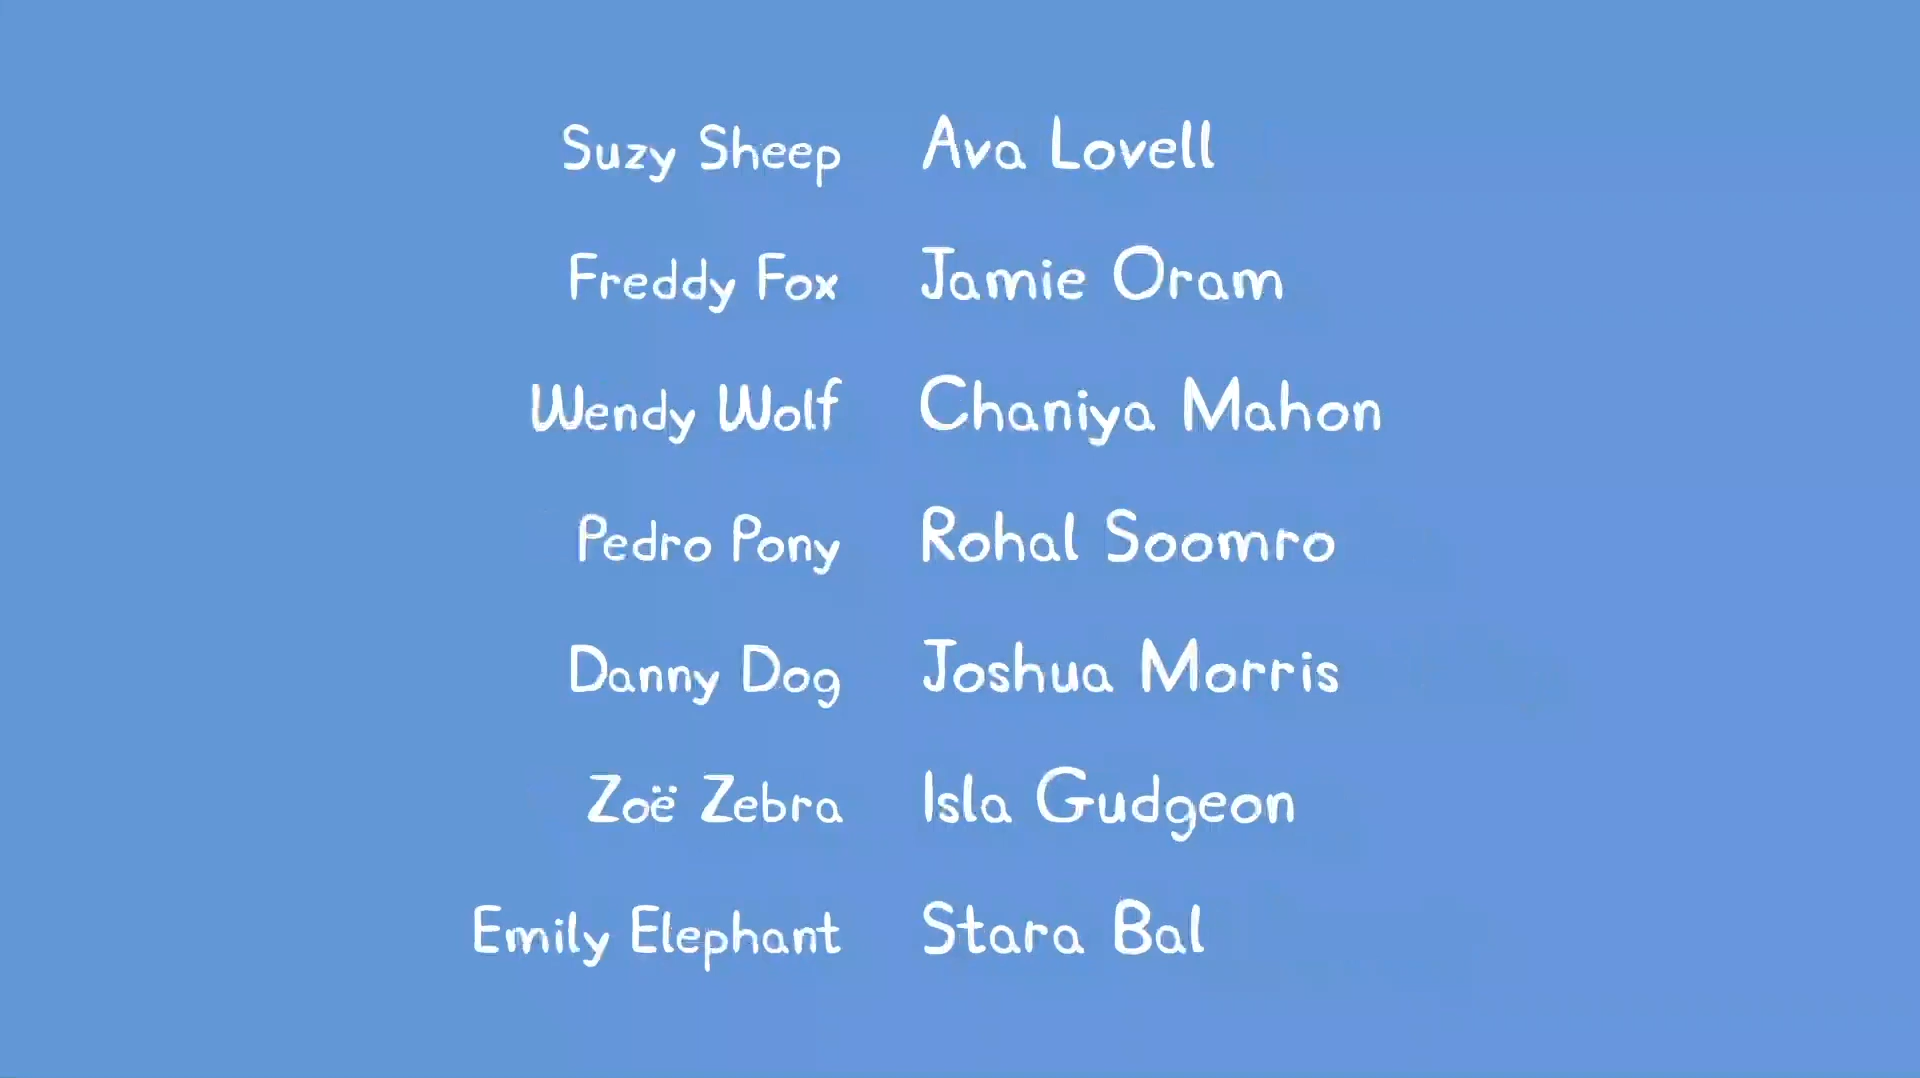 Suzy Sheep Ava Lovell
Freddy Fox Jamie Oram
Wendy Wolf Chaniya Mahon
Pedro Pony Rohal Soomro
Danny Dog Joshua Morris
Zoë Zebra Isla Gudgeon
Emily Elephant Stara Bal